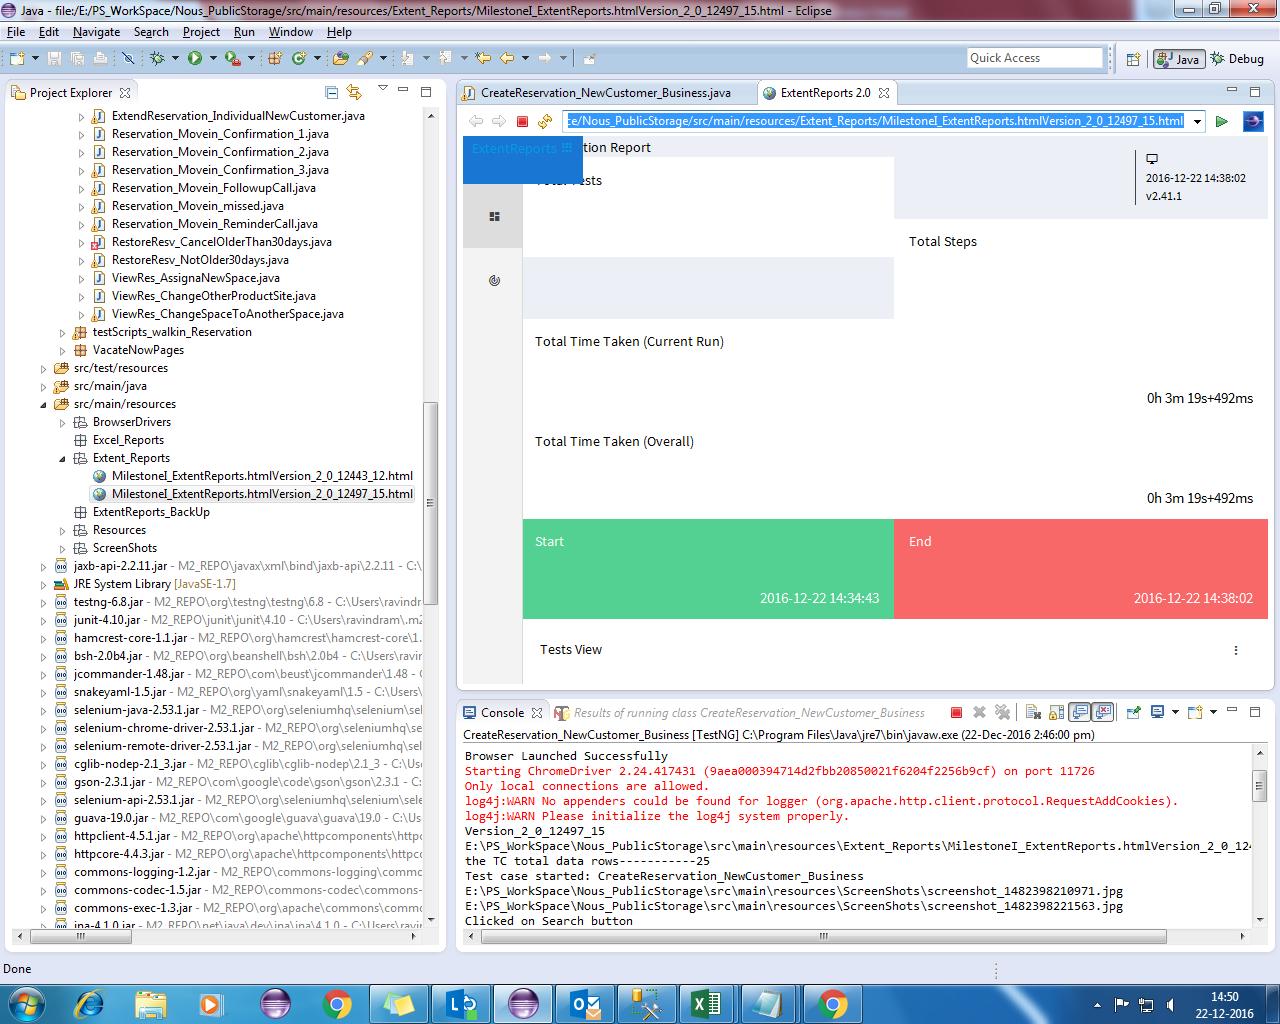 Java - file:/E:/PS_WorkSpace/Nous_PublicStorage/src/main/resources/Extent_Reports/MilestoneI_ExtentReports.htmlVersion_2_0_12497_15.html - Eclipse
File Edit Navigate Search Project Run Window Help
Quick Access
Java
Debug
Project Explorer
ExtendReservation_IndividualNewCustomer.java
Reservation_Movein_Confirmation_1.java
Reservation_Movein_Confirmation_2.java
Reservation_Movein_Confirmation_3.java
Reservation_Movein_FollowupCall.java
Reservation_Movein_missed.java
Reservation_Movein_ReminderCall.java
RestoreResv_CancelOlderThan30days.java
RestoreResv_NotOlder30days.java
ViewRes_AssignaNewSpace.java
ViewRes_ChangeOtherProductSite.java
ViewRes_ChangeSpaceToAnotherSpace.java
testScripts_walkin_Reservation
VacateNowPages
src/test/resources
src/main/java
src/main/resources
BrowserDrivers
Excel_Reports
Extent_Reports
MilestoneI_ExtentReports.htmlVersion_2_0_12443_12.html
MilestoneI_ExtentReports.htmlVersion_2_0_12497_15.html
ExtentReports_BackUp
Resources
ScreenShots
jaxb-api-2.2.11.jar - M2_REPO\javax\xml\bind\jaxb-api\2.2.11 - C:\
JRE System Library [JavaSE-1.7]
testng-6.8.jar - M2_REPO\org\testng\testng\6.8 - C:\Users\ravindram\
junit-4.10.jar - M2_REPO\junit\junit\4.10 - C:\Users\ravindram\.m2
hamcrest-core-1.1.jar - M2_REPO\org\hamcrest\hamcrest-core\1.
bsh-2.0b4.jar - M2_REPO\org\beanshell\bsh\2.0b4 - C:\Users\ravin
jcommander-1.48.jar - M2_REPO\com\beust\jcommander\1.48 - C:
snakeyaml-1.5.jar - M2_REPO\org\yaml\snakeyaml\1.5 - C:\Users\
selenium-java-2.53.1.jar - M2_REPO\org\seleniumhq\selenium\sele
selenium-chrome-driver-2.53.1.jar - M2_REPO\org\seleniumhq\se
selenium-remote-driver-2.53.1.jar - M2_REPO\org\seleniumhq\sel
cglib-nodep-2.1_3.jar - M2_REPO\cglib\cglib-nodep\2.1_3 - C:\Us
gson-2.3.1.jar - M2_REPO\com\google\code\gson\gson\2.3.1 - C:
selenium-api-2.53.1.jar - M2_REPO\org\seleniumhq\selenium\sele
guava-19.0.jar - M2_REPO\com\google\guava\guava\19.0 - C:\Use
httpclient-4.5.1.jar - M2_REPO\org\apache\httpcomponents\httpc
httpcore-4.4.3.jar - M2_REPO\org\apache\httpcomponents\httpcc
commons-logging-1.2.jar - M2_REPO\commons-logging\commo
commons-codec-1.5.jar - M2_REPO\commons-codec\commons-
commons-exec-1.3.jar - M2_REPO\org\apache\commons\commo
jna-4.1.0.jar - M2_REPO\net\java\dev\jna\jna\4.1.0 - C:\Users\ravi
CreateReservation_NewCustomer_Business.java
ExtentReports 2.0
ce/Nous_PublicStorage/src/main/resources/Extent_Reports/MilestoneI_ExtentReports.htmlVersion_2_0_12497_15.html
ExtentReports
tion Report
Total Tests
2016-12-22 14:38:02
v2.41.1
Total Steps
Total Time Taken (Current Run)
0h 3m 19s+492ms
Total Time Taken (Overall)
0h 3m 19s+492ms
Start
2016-12-22 14:34:43
End
2016-12-22 14:38:02
Tests View
Console
Results of running class CreateReservation_NewCustomer_Business
CreateReservation_NewCustomer_Business [TestNG] C:\Program Files\Java\jre7\bin\javaw.exe (22-Dec-2016 2:46:00 pm)
Browser Launched Successfully
Starting ChromeDriver 2.24.417431 (9aea000394714d2fbb20850021f6204f2256b9cf) on port 11726
Only local connections are allowed.
log4j:WARN No appenders could be found for logger (org.apache.http.client.protocol.RequestAddCookies).
log4j:WARN Please initialize the log4j system properly.
Version_2_0_12497_15
E:\PS_WorkSpace\Nous_PublicStorage\src\main\resources\Extent_Reports\MilestoneI_ExtentReports.htmlVersion_2_0_124
the TC total data rows-----------25
Test case started: CreateReservation_NewCustomer_Business
E:\PS_WorkSpace\Nous_PublicStorage\src\main\resources\ScreenShots\screenshot_1482398210971.jpg
E:\PS_WorkSpace\Nous_PublicStorage\src\main\resources\ScreenShots\screenshot_1482398221563.jpg
Clicked on Search button
Done
14:50
22-12-2016